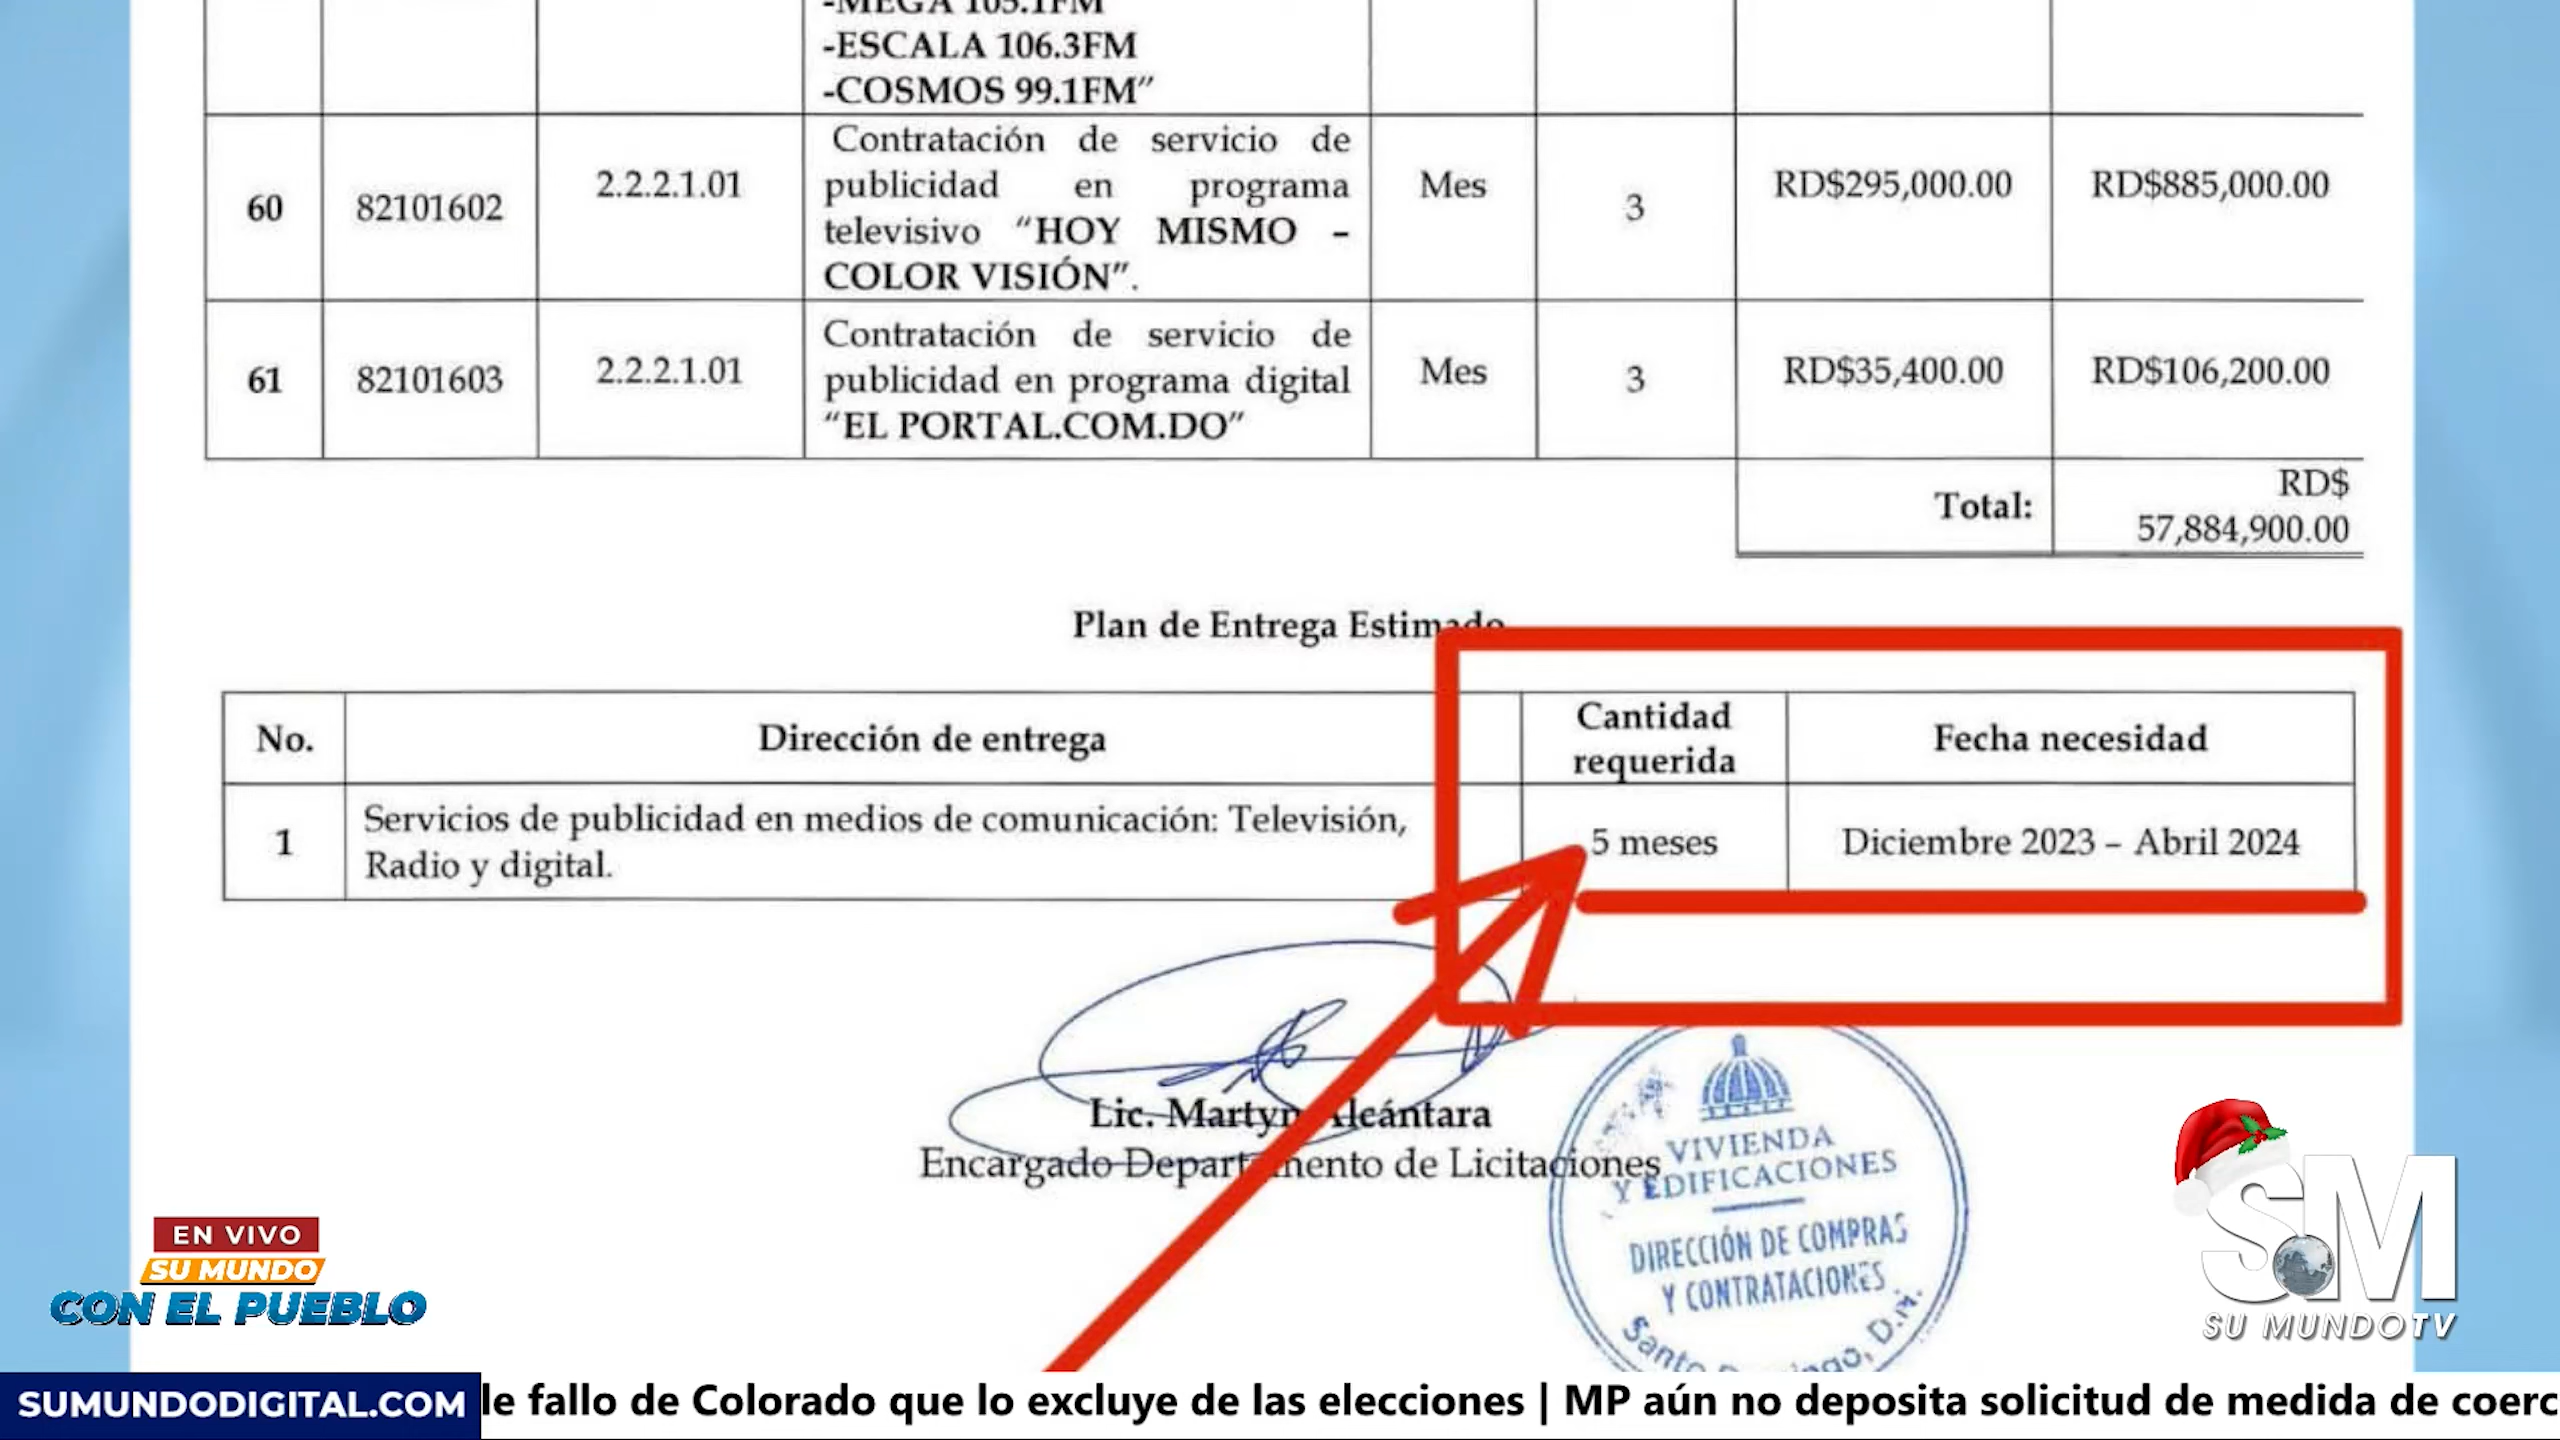 -MEGA 105.1FM
-ESCALA 106.3FM
-COSMOS 99.1FM”
60
82101602
2.2.2.1.01
Contratación de servicio de
publicidad en programa
televisivo “HOY MISMO –
COLOR VISIÓN”.
Mes
3
RD$295,000.00
RD$885,000.00
61
82101603
2.2.2.1.01
Contratación de servicio de
publicidad en programa digital
“EL PORTAL.COM.DO”
Mes
3
RD$35,400.00
RD$106,200.00
Total:
RD$
57,884,900.00
Plan de Entrega Estimado
No.
Dirección de entrega
Cantidad
requerida
Fecha necesidad
1
Servicios de publicidad en medios de comunicación: Televisión,
Radio y digital.
5 meses
Diciembre 2023 – Abril 2024
Lic. Martyn Alcántara
Encargado Departamento de Licitaciones
VIVIENDA
Y EDIFICACIONES
DIRECCIÓN DE COMPRAS
Y CONTRATACIONES
Santo Domingo, D.N.
EN VIVO
SU MUNDO
CON EL PUEBLO
SM
SU MUNDO TV
SUMUNDODIGITAL.COM
le fallo de Colorado que lo excluye de las elecciones | MP aún no deposita solicitud de medida de coerc